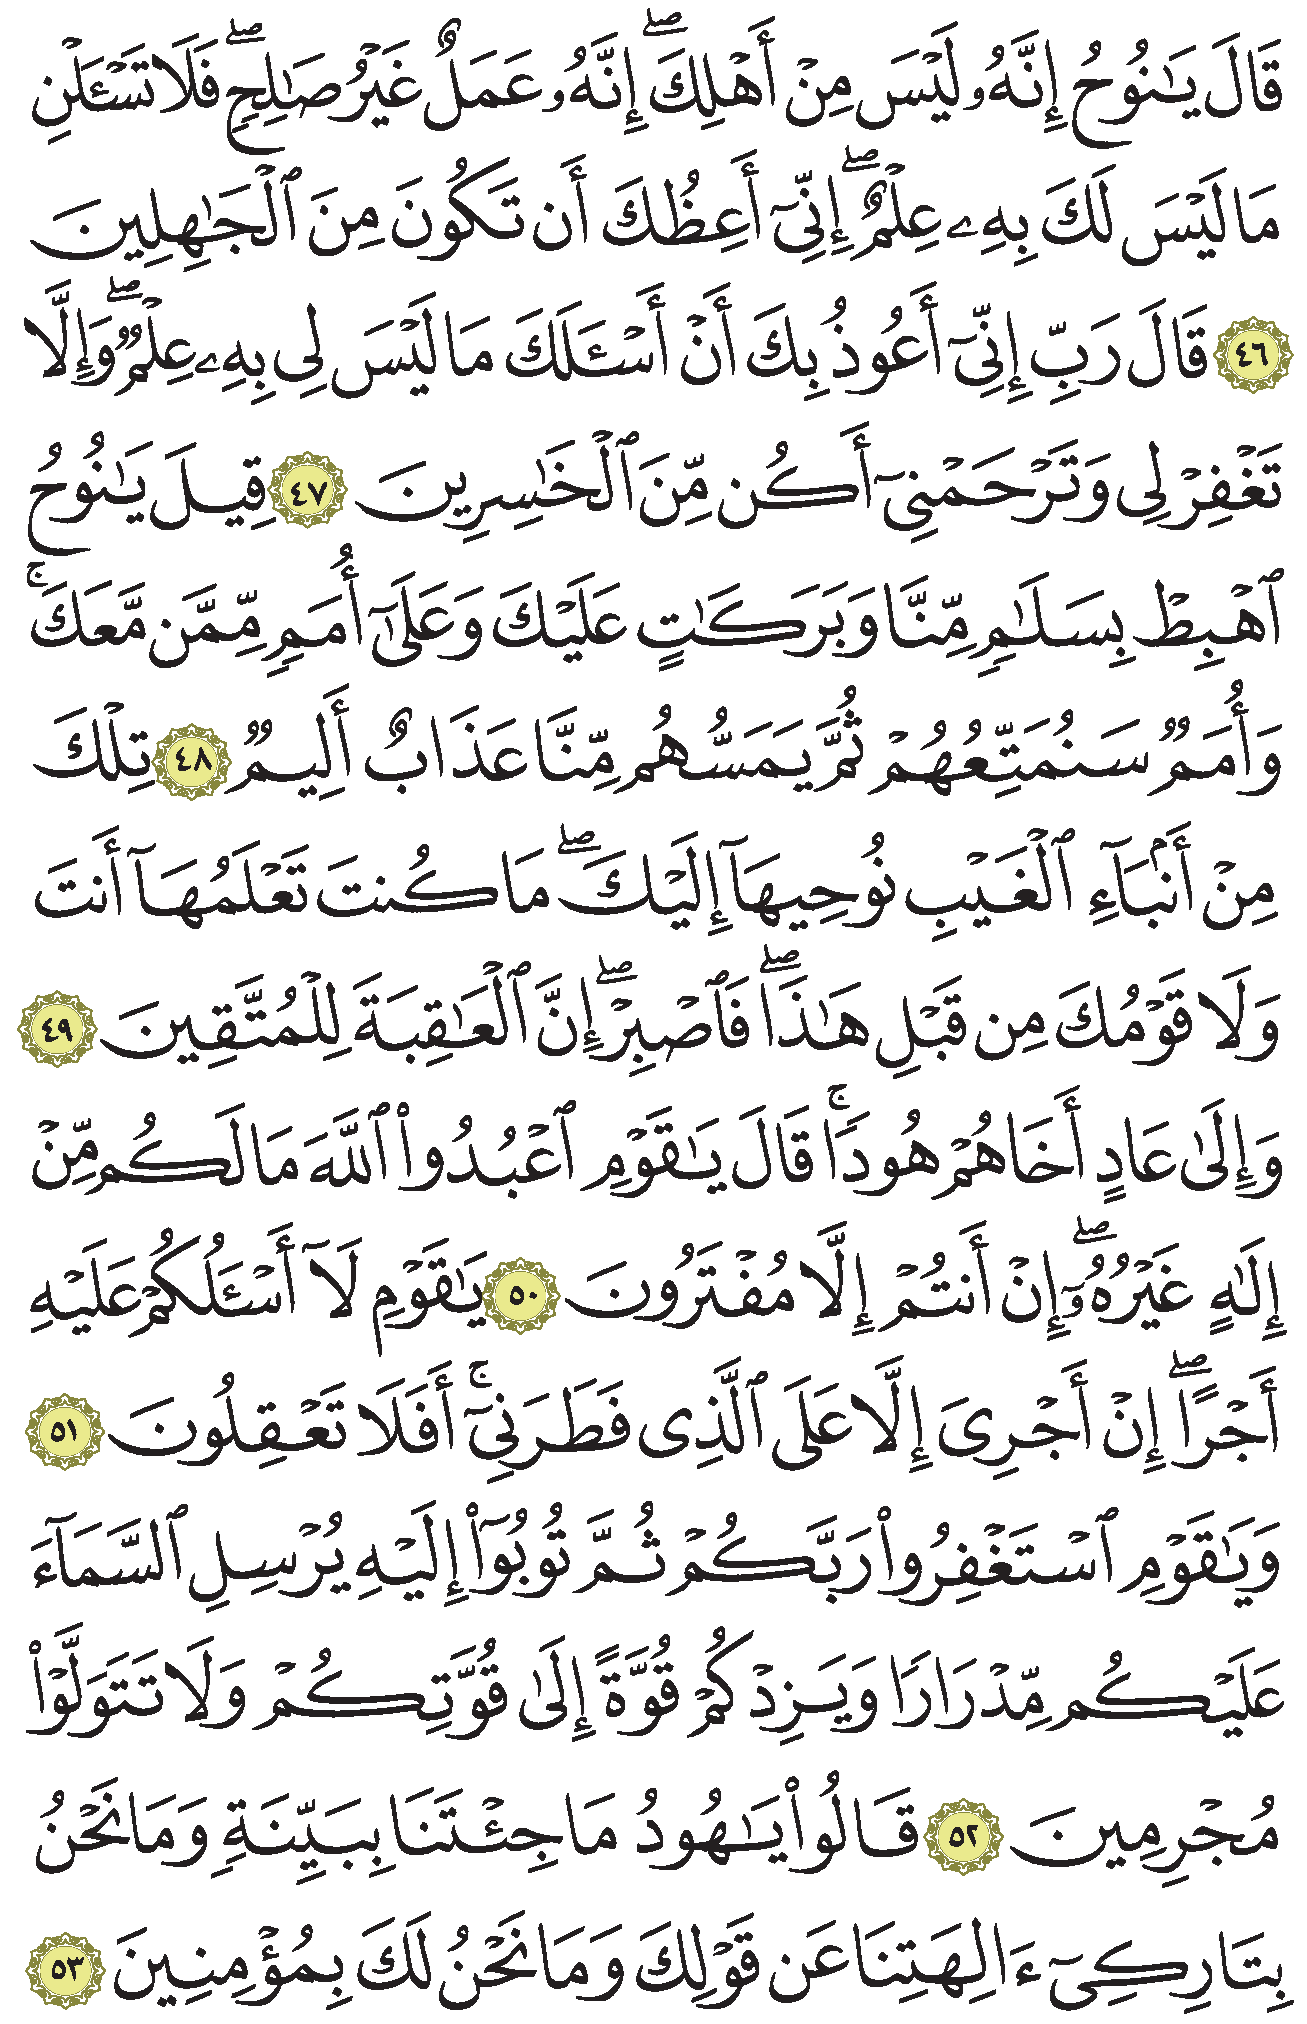 قَالَ يَـٰنُوحُ إِنَّهُۥ لَيْسَ مِنْ أَهْلِكَ ۖ إِنَّهُۥ عَمَلٌ غَيْرُ صَـٰلِحٍ ۖ فَلَا تَسْـَٔلْنِ
مَا لَيْسَ لَكَ بِهِۦ عِلْمٌ ۖ إِنِّىٓ أَعِظُكَ أَن تَكُونَ مِنَ ٱلْجَـٰهِلِينَ
٤٦ قَالَ رَبِّ إِنِّىٓ أَعُوذُ بِكَ أَنْ أَسْـَٔلَكَ مَا لَيْسَ لِى بِهِۦ عِلْمٌ ۖ وَإِلَّا
تَغْفِرْ لِى وَتَرْحَمْنِىٓ أَكُن مِّنَ ٱلْخَـٰسِرِينَ ٤٧ قِيلَ يَـٰنُوحُ
ٱهْبِطْ بِسَلَـٰمٍ مِّنَّا وَبَرَكَـٰتٍ عَلَيْكَ وَعَلَىٰٓ أُمَمٍ مِّمَّن مَّعَكَ ۚ
وَأُمَمٌ سَنُمَتِّعُهُمْ ثُمَّ يَمَسُّهُم مِّنَّا عَذَابٌ أَلِيمٌ ٤٨ تِلْكَ
مِنْ أَنۢبَآءِ ٱلْغَيْبِ نُوحِيهَآ إِلَيْكَ ۖ مَا كُنتَ تَعْلَمُهَآ أَنتَ
وَلَا قَوْمُكَ مِن قَبْلِ هَـٰذَا ۖ فَٱصْبِرْ ۖ إِنَّ ٱلْعَـٰقِبَةَ لِلْمُتَّقِينَ ٤٩
وَإِلَىٰ عَادٍ أَخَاهُمْ هُودًا ۚ قَالَ يَـٰقَوْمِ ٱعْبُدُوا۟ ٱللَّهَ مَا لَكُم مِّنْ
إِلَـٰهٍ غَيْرُهُۥٓ ۖ إِنْ أَنتُمْ إِلَّا مُفْتَرُونَ ٥٠ يَـٰقَوْمِ لَآ أَسْـَٔلُكُمْ عَلَيْهِ
أَجْرًا ۖ إِنْ أَجْرِىَ إِلَّا عَلَى ٱلَّذِى فَطَرَنِىٓ ۚ أَفَلَا تَعْقِلُونَ ٥١
وَيَـٰقَوْمِ ٱسْتَغْفِرُوا۟ رَبَّكُمْ ثُمَّ تُوبُوٓا۟ إِلَيْهِ يُرْسِلِ ٱلسَّمَآءَ
عَلَيْكُم مِّدْرَارًا وَيَزِدْكُمْ قُوَّةً إِلَىٰ قُوَّتِكُمْ وَلَا تَتَوَلَّوْا۟
مُجْرِمِينَ ٥٢ قَالُوا۟ يَـٰهُودُ مَا جِئْتَنَا بِبَيِّنَةٍ وَمَا نَحْنُ
بِتَارِكِىٓ ءَالِهَتِنَا عَن قَوْلِكَ وَمَا نَحْنُ لَكَ بِمُؤْمِنِينَ ٥٣